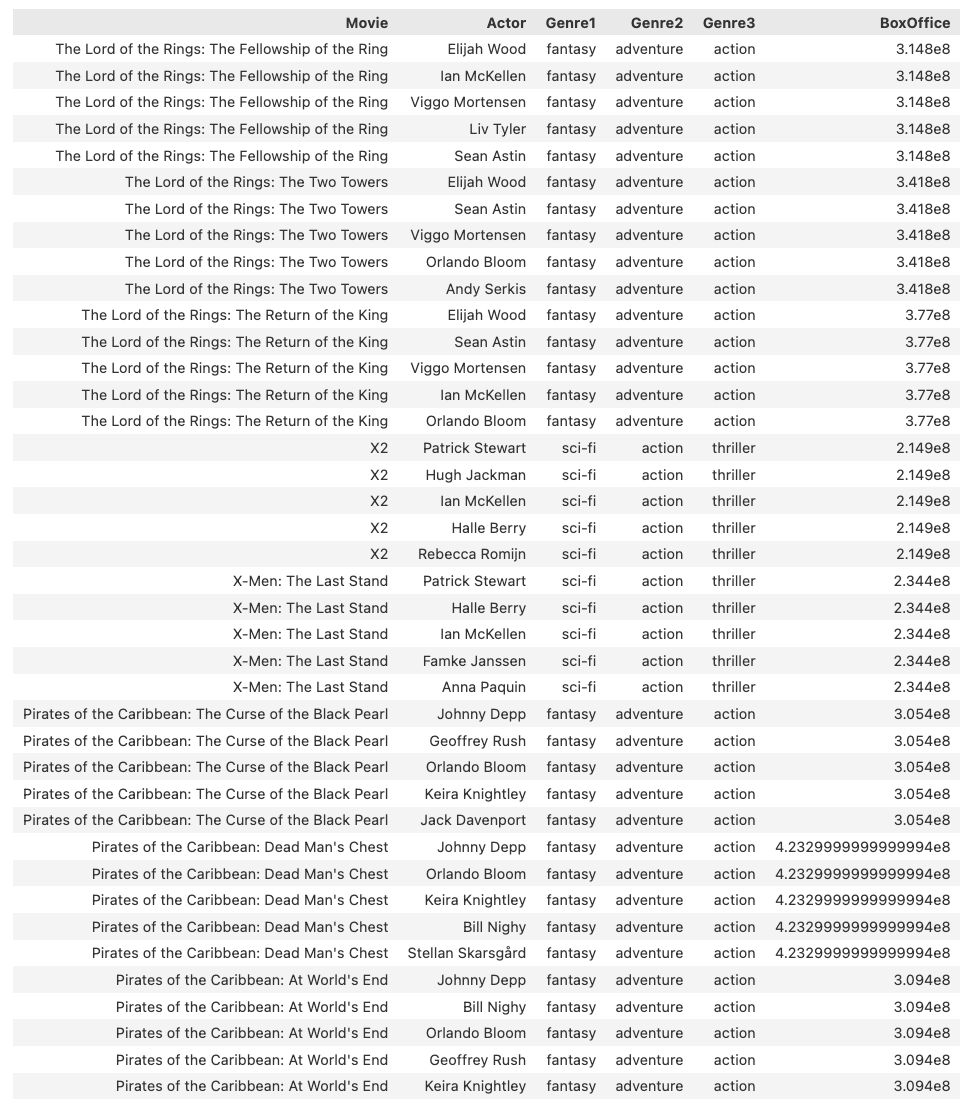 Movie Actor Genre1 Genre2 Genre3 BoxOffice
The Lord of the Rings: The Fellowship of the Ring Elijah Wood fantasy adventure action 3.148e8
The Lord of the Rings: The Fellowship of the Ring Ian McKellen fantasy adventure action 3.148e8
The Lord of the Rings: The Fellowship of the Ring Viggo Mortensen fantasy adventure action 3.148e8
The Lord of the Rings: The Fellowship of the Ring Liv Tyler fantasy adventure action 3.148e8
The Lord of the Rings: The Fellowship of the Ring Sean Astin fantasy adventure action 3.148e8
The Lord of the Rings: The Two Towers Elijah Wood fantasy adventure action 3.418e8
The Lord of the Rings: The Two Towers Sean Astin fantasy adventure action 3.418e8
The Lord of the Rings: The Two Towers Viggo Mortensen fantasy adventure action 3.418e8
The Lord of the Rings: The Two Towers Orlando Bloom fantasy adventure action 3.418e8
The Lord of the Rings: The Two Towers Andy Serkis fantasy adventure action 3.418e8
The Lord of the Rings: The Return of the King Elijah Wood fantasy adventure action 3.77e8
The Lord of the Rings: The Return of the King Sean Astin fantasy adventure action 3.77e8
The Lord of the Rings: The Return of the King Viggo Mortensen fantasy adventure action 3.77e8
The Lord of the Rings: The Return of the King Ian McKellen fantasy adventure action 3.77e8
The Lord of the Rings: The Return of the King Orlando Bloom fantasy adventure action 3.77e8
X2 Patrick Stewart sci-fi action thriller 2.149e8
X2 Hugh Jackman sci-fi action thriller 2.149e8
X2 Ian McKellen sci-fi action thriller 2.149e8
X2 Halle Berry sci-fi action thriller 2.149e8
X2 Rebecca Romijn sci-fi action thriller 2.149e8
X-Men: The Last Stand Patrick Stewart sci-fi action thriller 2.344e8
X-Men: The Last Stand Halle Berry sci-fi action thriller 2.344e8
X-Men: The Last Stand Ian McKellen sci-fi action thriller 2.344e8
X-Men: The Last Stand Famke Janssen sci-fi action thriller 2.344e8
X-Men: The Last Stand Anna Paquin sci-fi action thriller 2.344e8
Pirates of the Caribbean: The Curse of the Black Pearl Johnny Depp fantasy adventure action 3.054e8
Pirates of the Caribbean: The Curse of the Black Pearl Geoffrey Rush fantasy adventure action 3.054e8
Pirates of the Caribbean: The Curse of the Black Pearl Orlando Bloom fantasy adventure action 3.054e8
Pirates of the Caribbean: The Curse of the Black Pearl Keira Knightley fantasy adventure action 3.054e8
Pirates of the Caribbean: The Curse of the Black Pearl Jack Davenport fantasy adventure action 3.054e8
Pirates of the Caribbean: Dead Man's Chest Johnny Depp fantasy adventure action 4.2329999999999994e8
Pirates of the Caribbean: Dead Man's Chest Orlando Bloom fantasy adventure action 4.2329999999999994e8
Pirates of the Caribbean: Dead Man's Chest Keira Knightley fantasy adventure action 4.2329999999999994e8
Pirates of the Caribbean: Dead Man's Chest Bill Nighy fantasy adventure action 4.2329999999999994e8
Pirates of the Caribbean: Dead Man's Chest Stellan Skarsgård fantasy adventure action 4.2329999999999994e8
Pirates of the Caribbean: At World's End Johnny Depp fantasy adventure action 3.094e8
Pirates of the Caribbean: At World's End Bill Nighy fantasy adventure action 3.094e8
Pirates of the Caribbean: At World's End Orlando Bloom fantasy adventure action 3.094e8
Pirates of the Caribbean: At World's End Geoffrey Rush fantasy adventure action 3.094e8
Pirates of the Caribbean: At World's End Keira Knightley fantasy adventure action 3.094e8